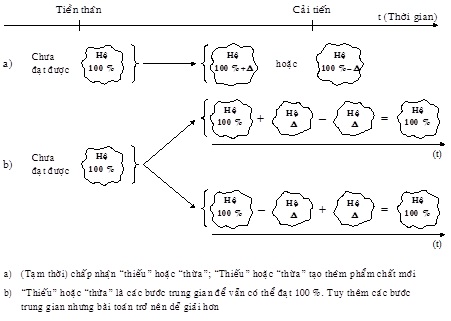 Tiền thân Cải tiến t (Thời gian)
a) Chưa đạt được Hệ 100 % Hệ 100 %+Δ hoặc Hệ 100 %–Δ
Hệ 100 % + Hệ Δ – Hệ Δ = Hệ 100 %
(t)
b) Chưa đạt được Hệ 100 %
Hệ 100 % – Hệ Δ + Hệ Δ = Hệ 100 %
(t)
a) (Tạm thời) chấp nhận “thiếu” hoặc “thừa”; “Thiếu” hoặc “thừa” tạo thêm phẩm chất mới
b) “Thiếu” hoặc “thừa” là các bước trung gian để vẫn có thể đạt 100 %. Tuy thêm các bước
trung gian nhưng bài toán trở nên dễ giải hơn